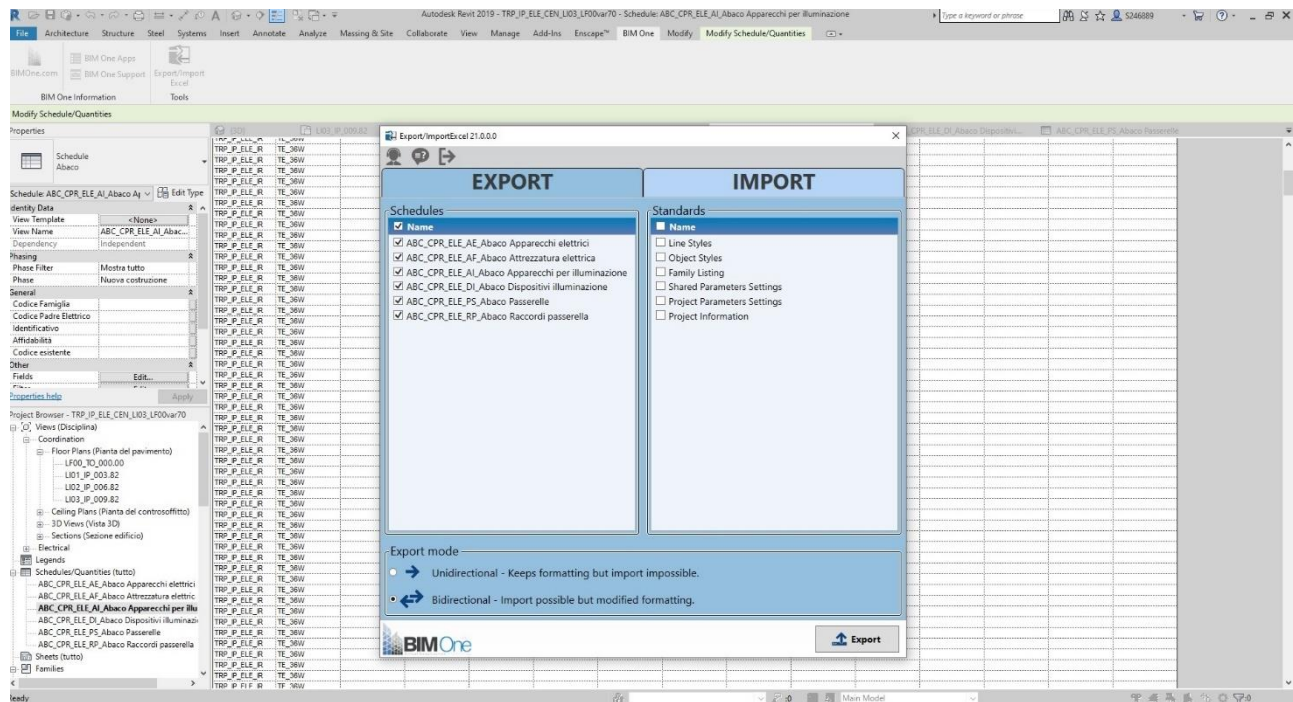 Autodesk Revit 2019 - TRP_IP_ELE_CEN_LI03_LF00var70 - Schedule: ABC_CPR_ELE_AI_Abaco Apparecchi per illuminazione
Type a keyword or phrase
S246889
File Architecture Structure Steel Systems Insert Annotate Analyze Massing & Site Collaborate View Manage Add-Ins Enscape™ BIM One Modify Modify Schedule/Quantities
BIMOne.com
BIM One Apps
BIM One Support
Export/Import
Excel
BIM One Information
Tools
Modify Schedule/Quantities
Properties
Schedule
Abaco
Schedule: ABC_CPR_ELE_AI_Abaco Ap
Edit Type
Identity Data
View Template <None>
View Name ABC_CPR_ELE_AI_Abac...
Dependency Independent
Phasing
Phase Filter Mostra tutto
Phase Nuova costruzione
General
Codice Famiglia
Codice Padre Elettrico
Identificativo
Affidabilità
Codice esistente
Other
Fields Edit...
Properties help
Apply
Project Browser - TRP_IP_ELE_CEN_LI03_LF00var70
Views (Disciplina)
Coordination
Floor Plans (Pianta del pavimento)
LF00_TO_000.00
LI01_IP_003.82
LI02_IP_006.82
LI03_IP_009.82
Ceiling Plans (Pianta del controsoffitto)
3D Views (Vista 3D)
Sections (Sezione edificio)
Electrical
Legends
Schedules/Quantities (tutto)
ABC_CPR_ELE_AE_Abaco Apparecchi elettrici
ABC_CPR_ELE_AF_Abaco Attrezzatura elettric
ABC_CPR_ELE_AI_Abaco Apparecchi per illu
ABC_CPR_ELE_DI_Abaco Dispositivi illuminazi
ABC_CPR_ELE_PS_Abaco Passerelle
ABC_CPR_ELE_RP_Abaco Raccordi passerella
Sheets (tutto)
Families
Ready
TRP_IP_ELE_R TE_36W
Export/ImportExcel 21.0.0.0
EXPORT
IMPORT
Schedules
Name
ABC_CPR_ELE_AE_Abaco Apparecchi elettrici
ABC_CPR_ELE_AF_Abaco Attrezzatura elettrica
ABC_CPR_ELE_AI_Abaco Apparecchi per illuminazione
ABC_CPR_ELE_DI_Abaco Dispositivi illuminazione
ABC_CPR_ELE_PS_Abaco Passerelle
ABC_CPR_ELE_RP_Abaco Raccordi passerella
Standards
Name
Line Styles
Object Styles
Family Listing
Shared Parameters Settings
Project Parameters Settings
Project Information
Export mode
Unidirectional - Keeps formatting but import impossible.
Bidirectional - Import possible but modified formatting.
BIMOne
Export
Main Model